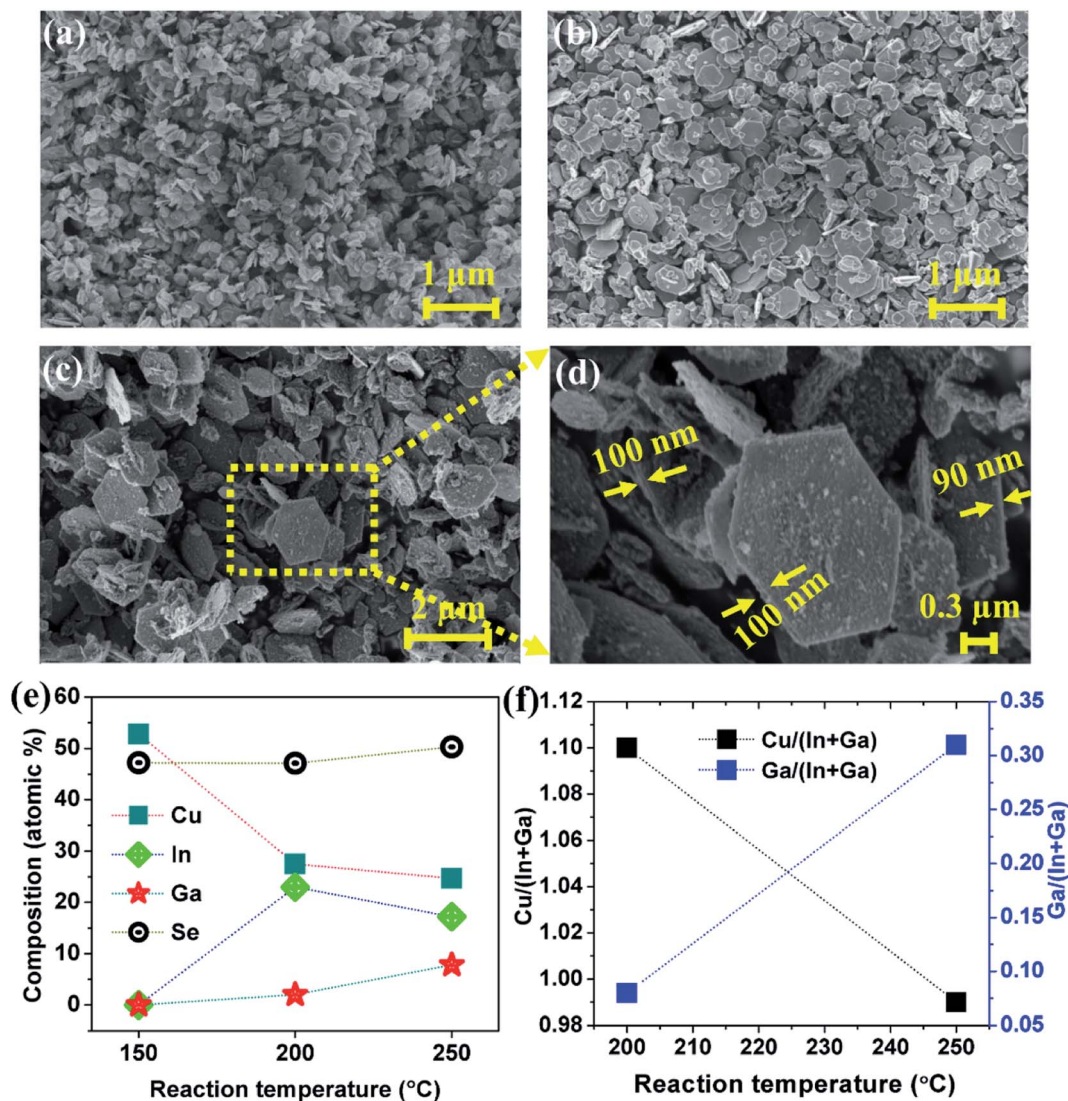 (a)
1 µm
(b)
1 µm
(c)
2 µm
(d)
100 nm
90 nm
100 nm
0.3 µm
(e)
60
50
40
30
20
10
0
Composition (atomic %)
Cu
In
Ga
Se
150
200
250
Reaction temperature (°C)
(f)
1.12
1.10
1.08
1.06
1.04
1.02
1.00
0.98
Cu/(In+Ga)
Cu/(In+Ga)
Ga/(In+Ga)
0.35
0.30
0.25
0.20
0.15
0.10
0.05
Ga/(In+Ga)
200 210 220 230 240 250
Reaction temperature (°C)